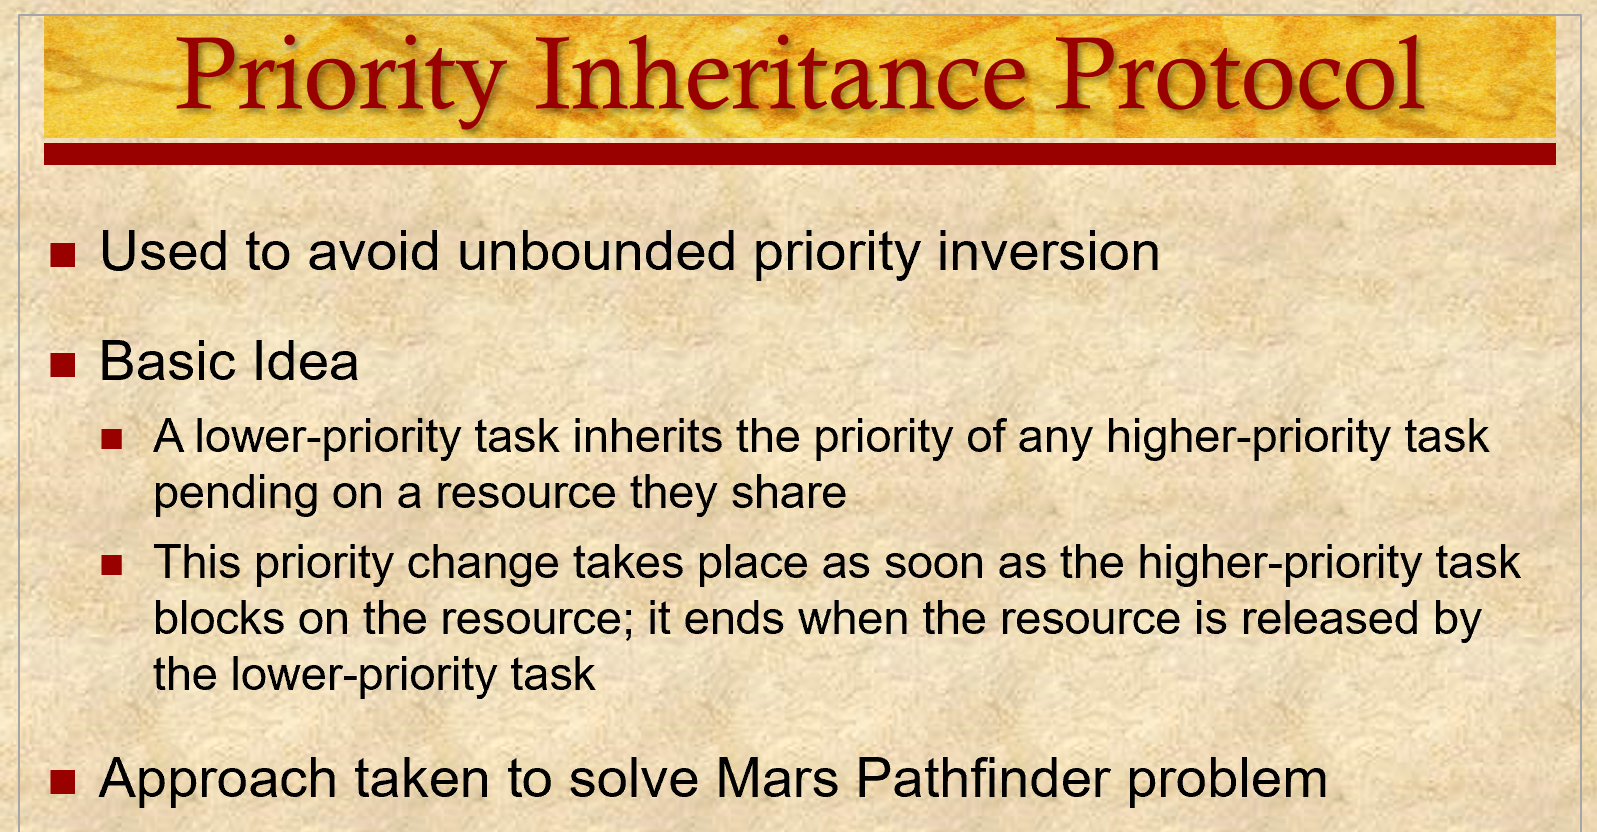 Priority Inheritance Protocol
Used to avoid unbounded priority inversion
Basic Idea
A lower-priority task inherits the priority of any higher-priority task
pending on a resource they share
This priority change takes place as soon as the higher-priority task
blocks on the resource; it ends when the resource is released by
the lower-priority task
Approach taken to solve Mars Pathfinder problem